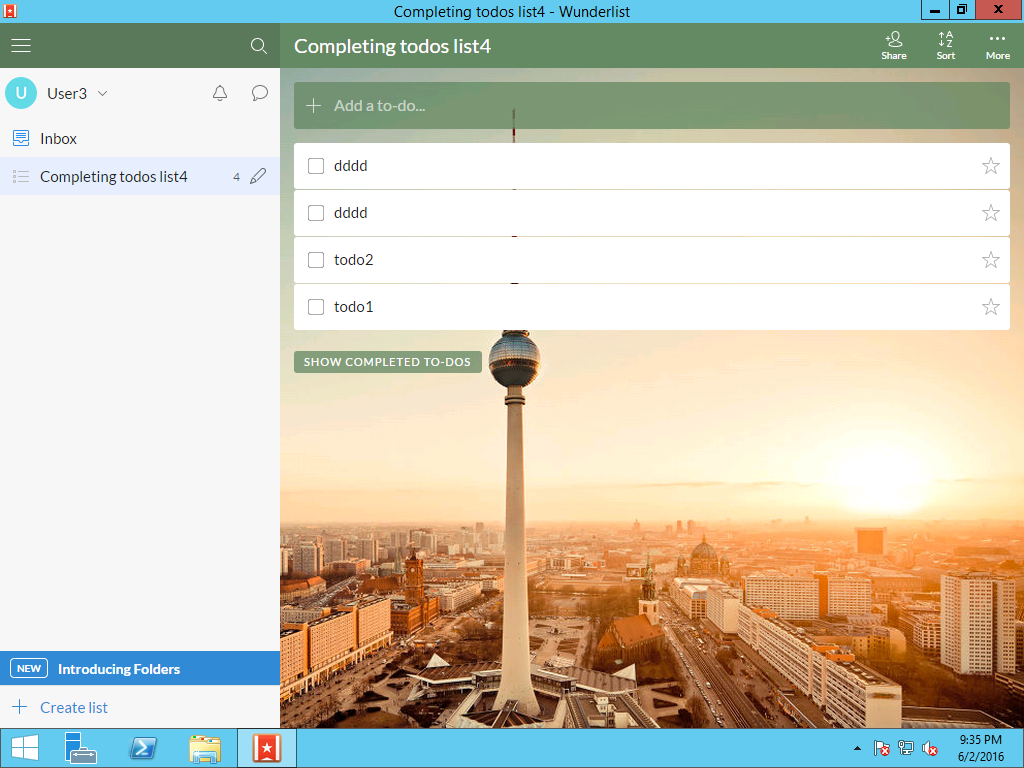 Completing todos list4 - Wunderlist
Completing todos list4
Share
Sort
More
U
User3
Inbox
Completing todos list4 4
Add a to-do...
dddd
dddd
todo2
todo1
SHOW COMPLETED TO-DOS
NEW Introducing Folders
Create list
9:35 PM
6/2/2016